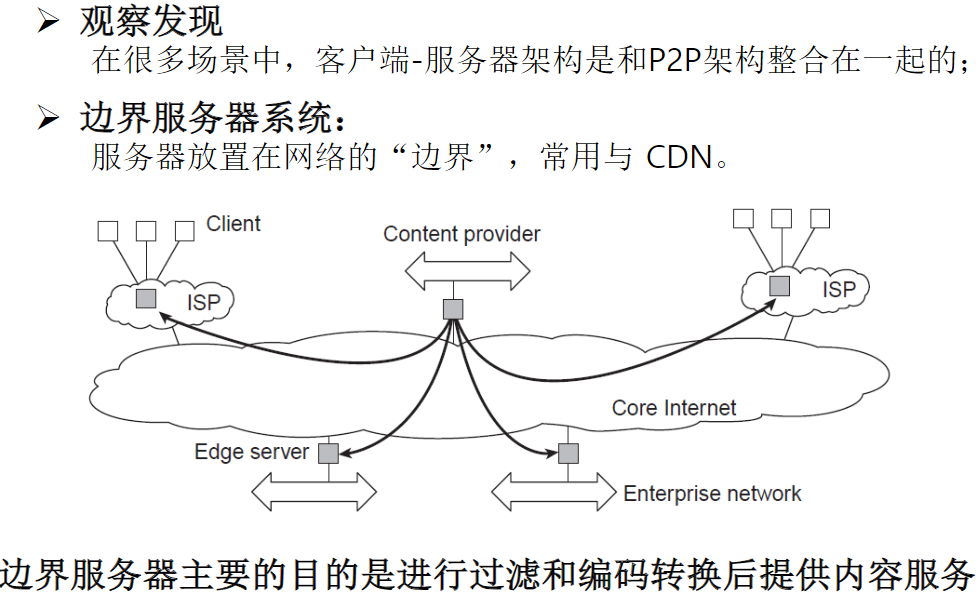 ➢ 观察发现
在很多场景中，客户端-服务器架构是和P2P架构整合在一起的；
➢ 边界服务器系统：
服务器放置在网络的“边界”，常用与 CDN。
Client
Content provider
ISP
ISP
Core Internet
Edge server
Enterprise network
边界服务器主要的目的是进行过滤和编码转换后提供内容服务